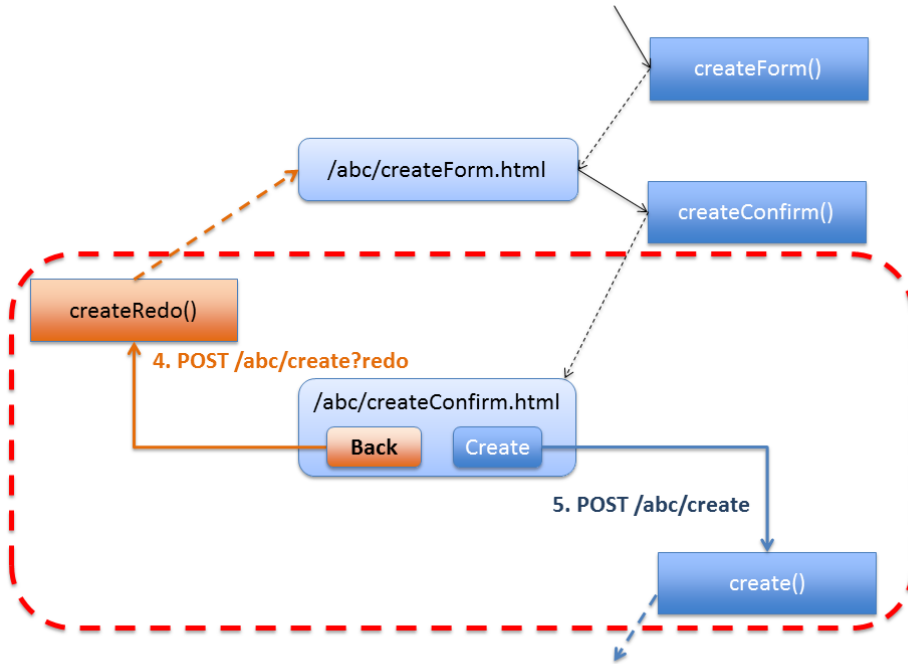 createForm()
/abc/createForm.html
createConfirm()
createRedo()
4. POST /abc/create?redo
/abc/createConfirm.html
Back
Create
5. POST /abc/create
create()